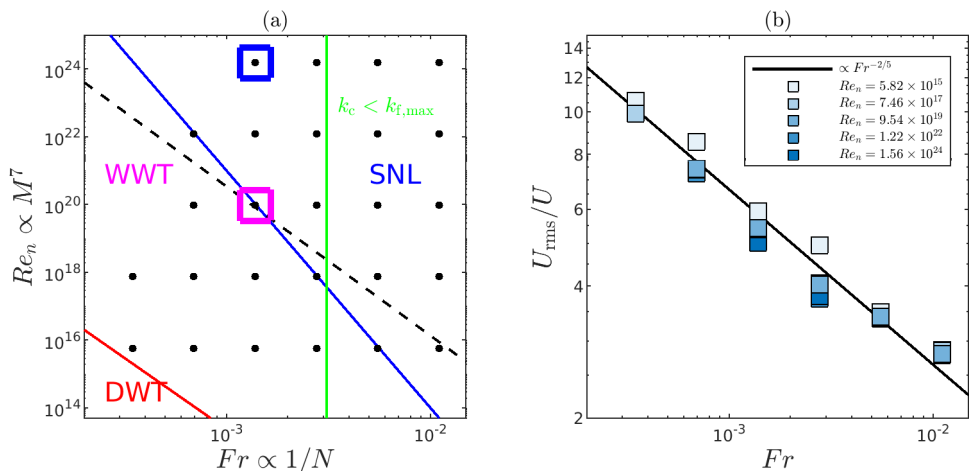 (a)
10^24
10^22
10^20
10^18
10^16
10^14
Re_n ∝ M^7
WWT
SNL
DWT
k_c < k_f,max
10^-3
10^-2
Fr ∝ 1/N
(b)
14
12
10
8
6
4
2
U_rms/U
∝ Fr^-2/5
Re_n = 5.82 × 10^15
Re_n = 7.46 × 10^17
Re_n = 9.54 × 10^19
Re_n = 1.22 × 10^22
Re_n = 1.56 × 10^24
10^-3
10^-2
Fr